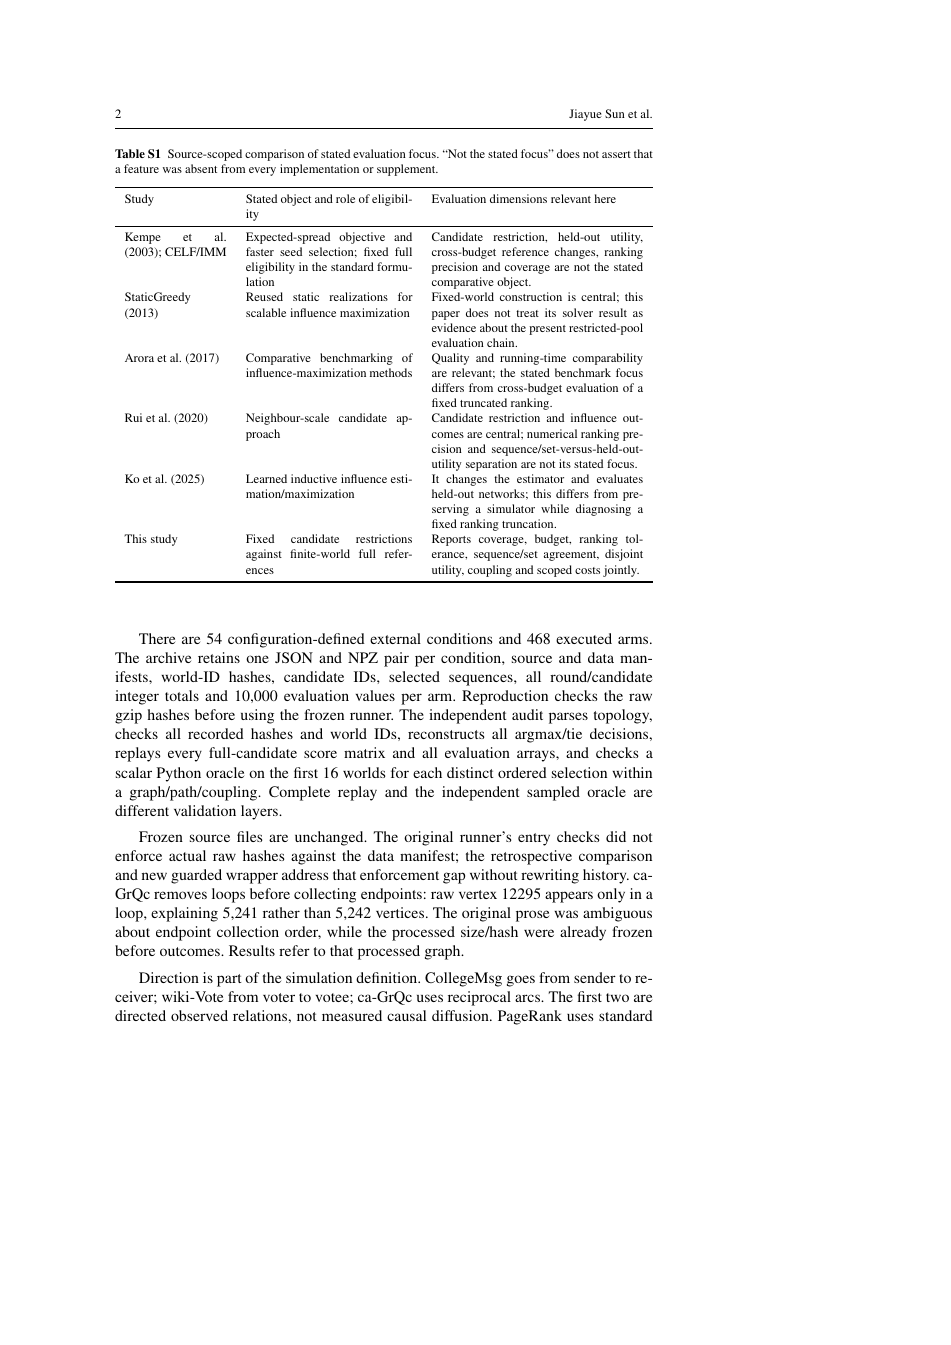 2 Jiayue Sun et al.
Table S1 Source-scoped comparison of stated evaluation focus. “Not the stated focus” does not assert that
a feature was absent from every implementation or supplement.
Study Stated object and role of eligibil- Evaluation dimensions relevant here
ity
Kempe et al. Expected-spread objective and Candidate restriction, held-out utility,
(2003); CELF/IMM faster seed selection; fixed full cross-budget reference changes, ranking
eligibility in the standard formu- precision and coverage are not the stated
lation comparative object.
StaticGreedy Reused static realizations for Fixed-world construction is central; this
(2013) scalable influence maximization paper does not treat its solver result as
evidence about the present restricted-pool
evaluation chain.
Arora et al. (2017) Comparative benchmarking of Quality and running-time comparability
influence-maximization methods are relevant; the stated benchmark focus
differs from cross-budget evaluation of a
fixed truncated ranking.
Rui et al. (2020) Neighbour-scale candidate ap- Candidate restriction and influence out-
proach comes are central; numerical ranking pre-
cision and sequence/set-versus-held-out-
utility separation are not its stated focus.
Ko et al. (2025) Learned inductive influence esti- It changes the estimator and evaluates
mation/maximization held-out networks; this differs from pre-
serving a simulator while diagnosing a
fixed ranking truncation.
This study Fixed candidate restrictions Reports coverage, budget, ranking tol-
against finite-world full refer- erance, sequence/set agreement, disjoint
ences utility, coupling and scoped costs jointly.
There are 54 configuration-defined external conditions and 468 executed arms.
The archive retains one JSON and NPZ pair per condition, source and data man-
ifests, world-ID hashes, candidate IDs, selected sequences, all round/candidate
integer totals and 10,000 evaluation values per arm. Reproduction checks the raw
gzip hashes before using the frozen runner. The independent audit parses topology,
checks all recorded hashes and world IDs, reconstructs all argmax/tie decisions,
replays every full-candidate score matrix and all evaluation arrays, and checks a
scalar Python oracle on the first 16 worlds for each distinct ordered selection within
a graph/path/coupling. Complete replay and the independent sampled oracle are
different validation layers.
Frozen source files are unchanged. The original runner’s entry checks did not
enforce actual raw hashes against the data manifest; the retrospective comparison
and new guarded wrapper address that enforcement gap without rewriting history. ca-
GrQc removes loops before collecting endpoints: raw vertex 12295 appears only in a
loop, explaining 5,241 rather than 5,242 vertices. The original prose was ambiguous
about endpoint collection order, while the processed size/hash were already frozen
before outcomes. Results refer to that processed graph.
Direction is part of the simulation definition. CollegeMsg goes from sender to re-
ceiver; wiki-Vote from voter to votee; ca-GrQc uses reciprocal arcs. The first two are
directed observed relations, not measured causal diffusion. PageRank uses standard